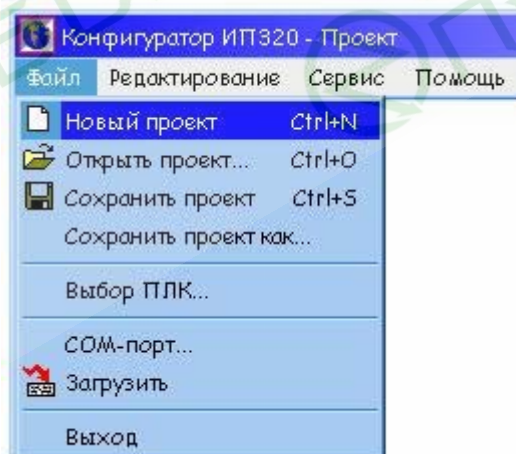 Конфигуратор ИП320 - Проект
Файл Редактирование Сервис Помощь
Новый проект Ctrl+N
Открыть проект... Ctrl+O
Сохранить проект Ctrl+S
Сохранить проект как...
Выбор ПЛК...
COM-порт...
Загрузить
Выход